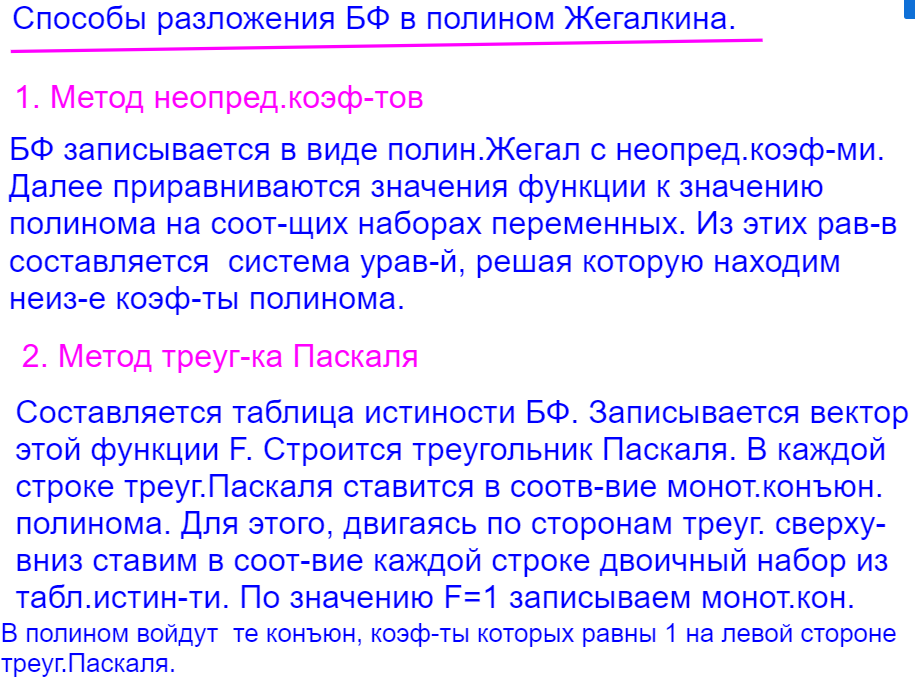 Способы разложения БФ в полином Жегалкина.
1. Метод неопред.коэф-тов
БФ записывается в виде полин.Жегал с неопред.коэф-ми.
Далее приравниваются значения функции к значению
полинома на соот-щих наборах переменных. Из этих рав-в
составляется  система урав-й, решая которую находим
неиз-е коэф-ты полинома.
2. Метод треуг-ка Паскаля
Составляется таблица истиности БФ. Записывается вектор
этой функции F. Строится треугольник Паскаля. В каждой
строке треуг.Паскаля ставится в соотв-вие монот.конъюн.
полинома. Для этого, двигаясь по сторонам треуг. сверху-
вниз ставим в соот-вие каждой строке двоичный набор из
табл.истин-ти. По значению F=1 записываем монот.кон.
В полином войдут  те конъюн, коэф-ты которых равны 1 на левой стороне
треуг.Паскаля.